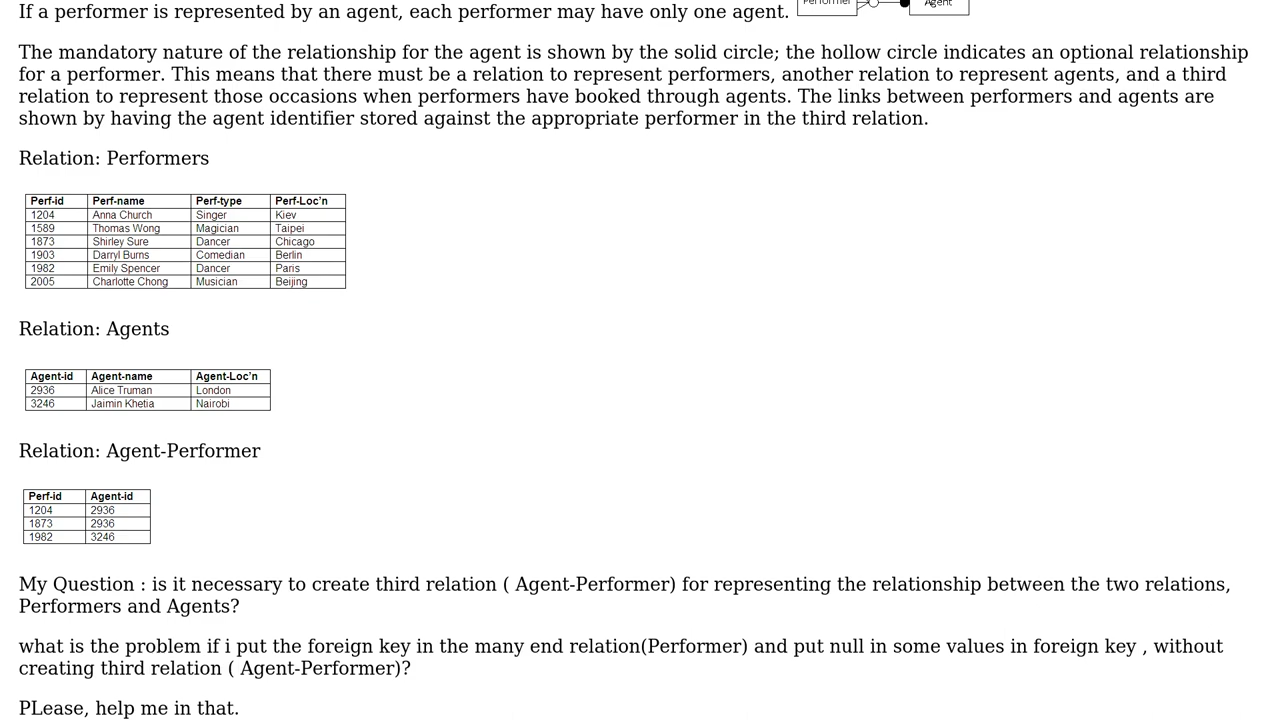 If a performer is represented by an agent, each performer may have only one agent.
Performer Agent
The mandatory nature of the relationship for the agent is shown by the solid circle; the hollow circle indicates an optional relationship
for a performer. This means that there must be a relation to represent performers, another relation to represent agents, and a third
relation to represent those occasions when performers have booked through agents. The links between performers and agents are
shown by having the agent identifier stored against the appropriate performer in the third relation.
Relation: Performers
Perf-id Perf-name Perf-type Perf-Loc'n
1204 Anna Church Singer Kiev
1589 Thomas Wong Magician Taipei
1873 Shirley Sure Dancer Chicago
1903 Darryl Burns Comedian Berlin
1982 Emily Spencer Dancer Paris
2005 Charlotte Chong Musician Beijing
Relation: Agents
Agent-id Agent-name Agent-Loc'n
2936 Alice Truman London
3246 Jaimin Khetia Nairobi
Relation: Agent-Performer
Perf-id Agent-id
1204 2936
1873 2936
1982 3246
My Question : is it necessary to create third relation ( Agent-Performer) for representing the relationship between the two relations,
Performers and Agents?
what is the problem if i put the foreign key in the many end relation(Performer) and put null in some values in foreign key , without
creating third relation ( Agent-Performer)?
PLease, help me in that.